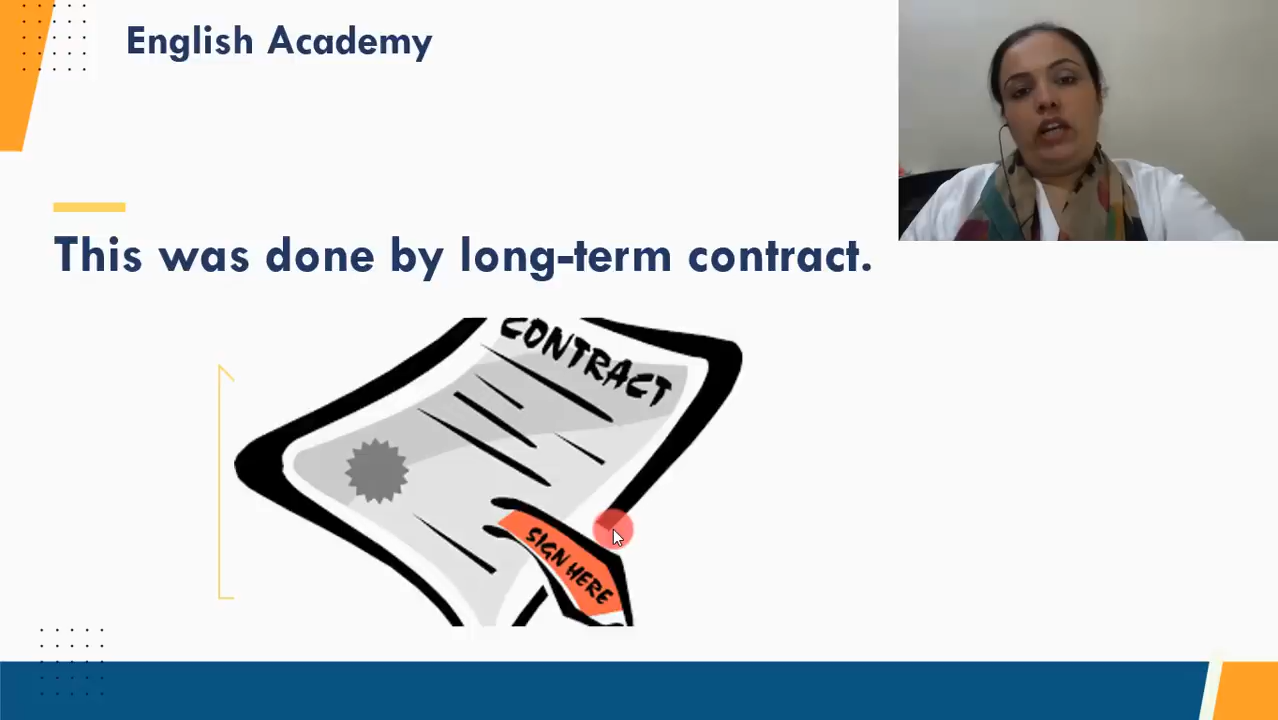 English Academy
This was done by long-term contract.
CONTRACT
SIGN HERE